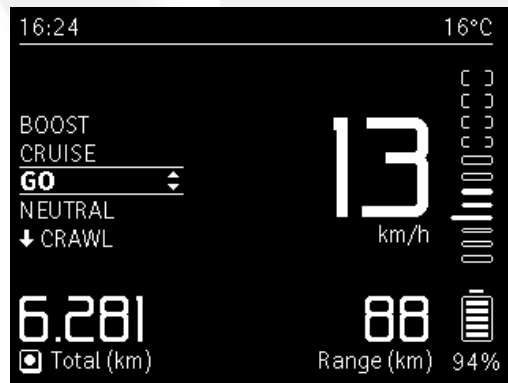 16:24 16°C
BOOST
CRUISE
GO
NEUTRAL
CRAWL
13
km/h
6.281 88
Total (km) Range (km) 94%